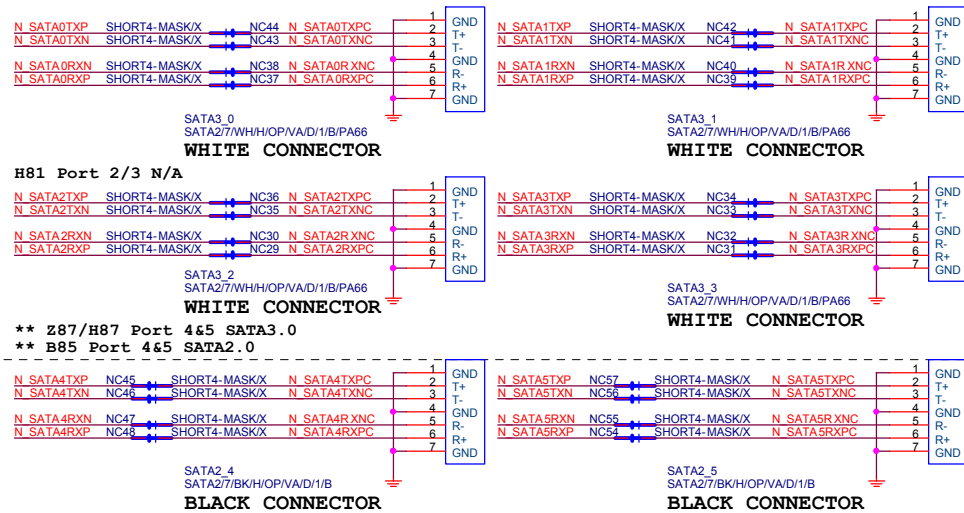 1 GND
N_SATA0TXP SHORT4-MASK/X NC44 N_SATA0TXPC 2 T+
N_SATA0TXN SHORT4-MASK/X NC43 N_SATA0TXNC 3 T-
4 GND
N_SATA0RXN SHORT4-MASK/X NC38 N_SATA0RXNC 5 R-
N_SATA0RXP SHORT4-MASK/X NC37 N_SATA0RXPC 6 R+
7 GND
SATA3_0
SATA2/7/WH/H/OP/VA/D/1/B/PA66
WHITE CONNECTOR
1 GND
N_SATA1TXP SHORT4-MASK/X NC42 N_SATA1TXPC 2 T+
N_SATA1TXN SHORT4-MASK/X NC41 N_SATA1TXNC 3 T-
4 GND
N_SATA1RXN SHORT4-MASK/X NC40 N_SATA1RXNC 5 R-
N_SATA1RXP SHORT4-MASK/X NC39 N_SATA1RXPC 6 R+
7 GND
SATA3_1
SATA2/7/WH/H/OP/VA/D/1/B/PA66
WHITE CONNECTOR
H81 Port 2/3 N/A
1 GND
N_SATA2TXP SHORT4-MASK/X NC36 N_SATA2TXPC 2 T+
N_SATA2TXN SHORT4-MASK/X NC35 N_SATA2TXNC 3 T-
4 GND
N_SATA2RXN SHORT4-MASK/X NC30 N_SATA2RXNC 5 R-
N_SATA2RXP SHORT4-MASK/X NC29 N_SATA2RXPC 6 R+
7 GND
SATA3_2
SATA2/7/WH/H/OP/VA/D/1/B/PA66
WHITE CONNECTOR
1 GND
N_SATA3TXP SHORT4-MASK/X NC34 N_SATA3TXPC 2 T+
N_SATA3TXN SHORT4-MASK/X NC33 N_SATA3TXNC 3 T-
4 GND
N_SATA3RXN SHORT4-MASK/X NC32 N_SATA3RXNC 5 R-
N_SATA3RXP SHORT4-MASK/X NC31 N_SATA3RXPC 6 R+
7 GND
SATA3_3
SATA2/7/WH/H/OP/VA/D/1/B/PA66
WHITE CONNECTOR
** Z87/H87 Port 4&5 SATA3.0
** B85 Port 4&5 SATA2.0
1 GND
N_SATA4TXP NC45 SHORT4-MASK/X N_SATA4TXPC 2 T+
N_SATA4TXN NC46 SHORT4-MASK/X N_SATA4TXNC 3 T-
4 GND
N_SATA4RXN NC47 SHORT4-MASK/X N_SATA4RXNC 5 R-
N_SATA4RXP NC48 SHORT4-MASK/X N_SATA4RXPC 6 R+
7 GND
SATA2_4
SATA2/7/BK/H/OP/VA/D/1/B
BLACK CONNECTOR
1 GND
N_SATA5TXP NC57 SHORT4-MASK/X N_SATA5TXPC 2 T+
N_SATA5TXN NC56 SHORT4-MASK/X N_SATA5TXNC 3 T-
4 GND
N_SATA5RXN NC55 SHORT4-MASK/X N_SATA5RXNC 5 R-
N_SATA5RXP NC54 SHORT4-MASK/X N_SATA5RXPC 6 R+
7 GND
SATA2_5
SATA2/7/BK/H/OP/VA/D/1/B
BLACK CONNECTOR